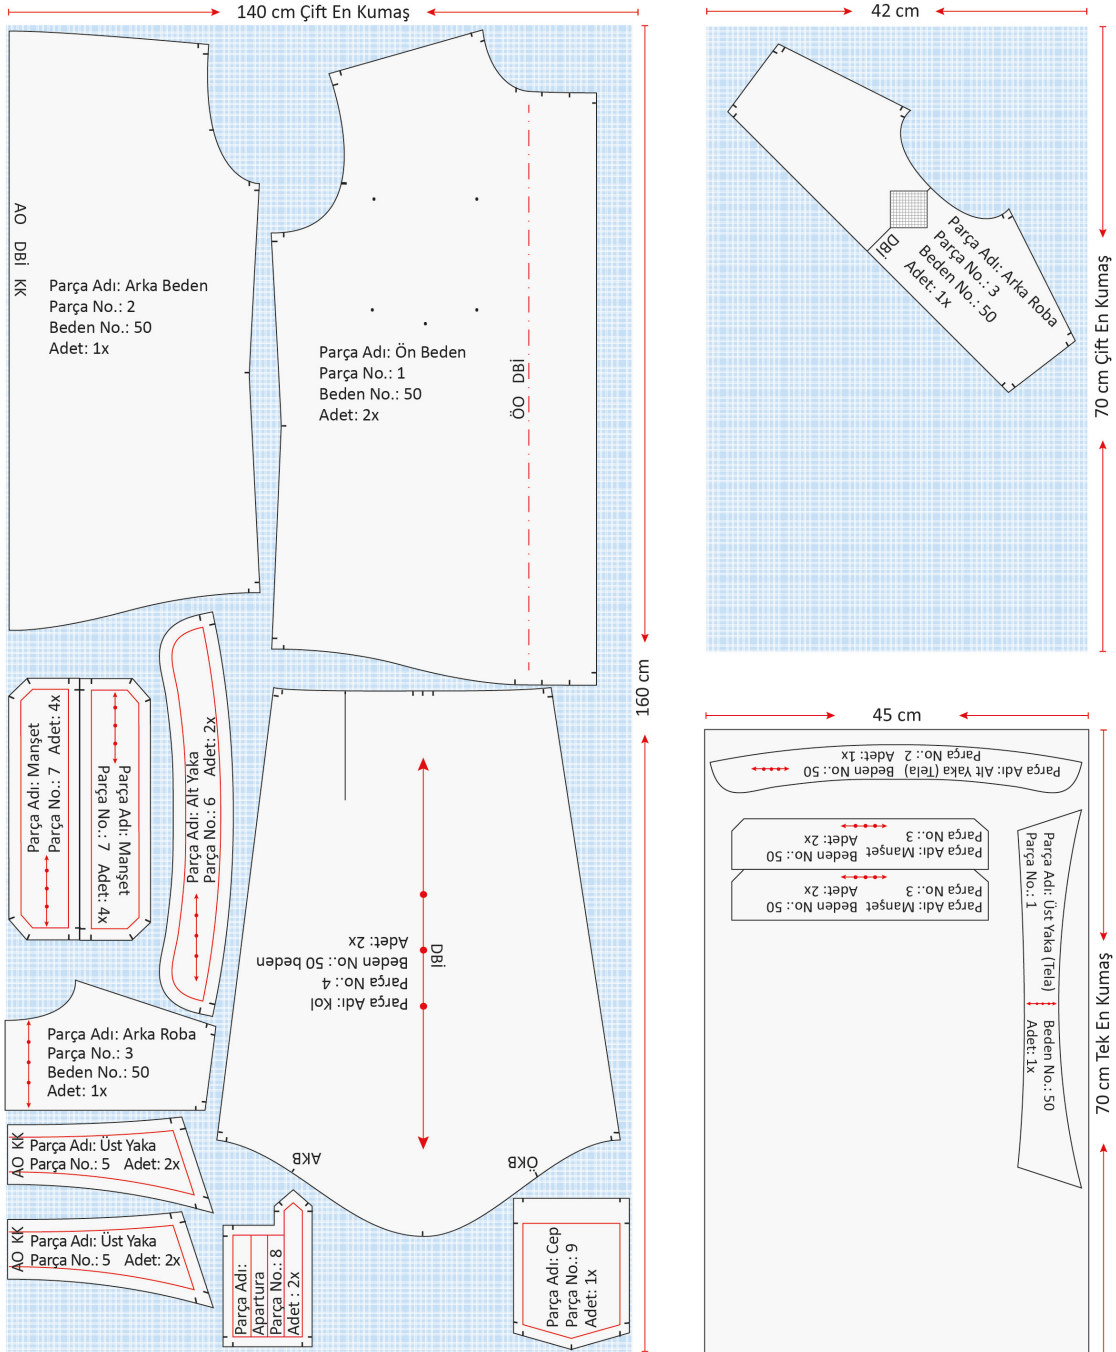 140 cm Çift En Kumaş
AO DBİ KK
Parça Adı: Arka Beden
Parça No.: 2
Beden No.: 50
Adet: 1x
Parça Adı: Ön Beden
Parça No.: 1
Beden No.: 50
Adet: 2x
ÖO DBİ
160 cm
Parça Adı: Manşet
Parça No.: 7 Adet: 4x
Parça Adı: Manşet
Parça No.: 7 Adet: 4x
Parça Adı: Alt Yaka
Parça No.: 6 Adet: 2x
Parça Adı: Kol
Parça No.: 4
Beden No.: 50 beden
Adet: 2x
DBİ
AKB
ÖKB
Parça Adı: Arka Roba
Parça No.: 3
Beden No.: 50
Adet: 1x
AO KK
Parça Adı: Üst Yaka
Parça No.: 5 Adet: 2x
AO KK
Parça Adı: Üst Yaka
Parça No.: 5 Adet: 2x
Parça Adı:
Apartura
Parça No.: 8
Adet : 2x
Parça Adı: Cep
Parça No.: 9
Adet: 1x
42 cm
Parça Adı: Arka Roba
Parça No.: 3
Beden No.: 50
Adet: 1x
DBİ
70 cm Çift En Kumaş
45 cm
Parça Adı: Alt Yaka (Tela) Beden No.: 50
Parça No.: 2 Adet: 1x
Parça Adı: Manşet Beden No.: 50
Parça No.: 3 Adet: 2x
Parça Adı: Manşet Beden No.: 50
Parça No.: 3 Adet: 2x
Parça Adı: Üst Yaka (Tela) Beden No.: 50
Parça No.: 1 Adet: 1x
70 cm Tek En Kumaş